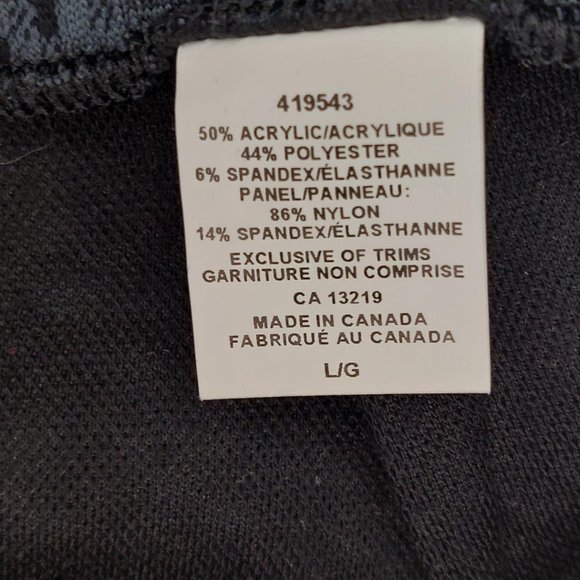 419543
50% ACRYLIC/ACRYLIQUE
44% POLYESTER
6% SPANDEX/ÉLASTHANNE
PANEL/PANNEAU:
86% NYLON
14% SPANDEX/ÉLASTHANNE
EXCLUSIVE OF TRIMS
GARNITURE NON COMPRISE
CA 13219
MADE IN CANADA
FABRIQUÉ AU CANADA
L/G